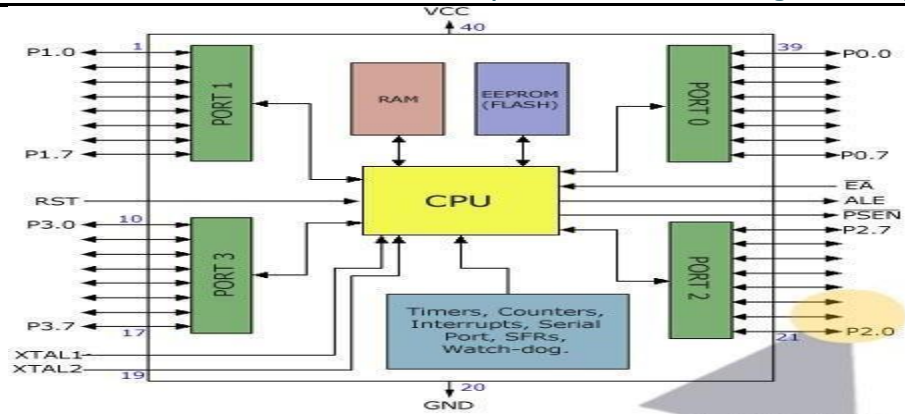 VCC
40
P1.0
1
39
P0.0
PORT 1
RAM
EEPROM
(FLASH)
PORT 0
P1.7
P0.7
CPU
E̅A̅
RST
ALE
P̅S̅E̅N̅
P3.0
10
P2.7
PORT 3
PORT 2
Timers, Counters,
Interrupts, Serial
Port, SFRs,
Watch-dog.
P3.7
17
P2.0
21
XTAL1
XTAL2
19
20
GND